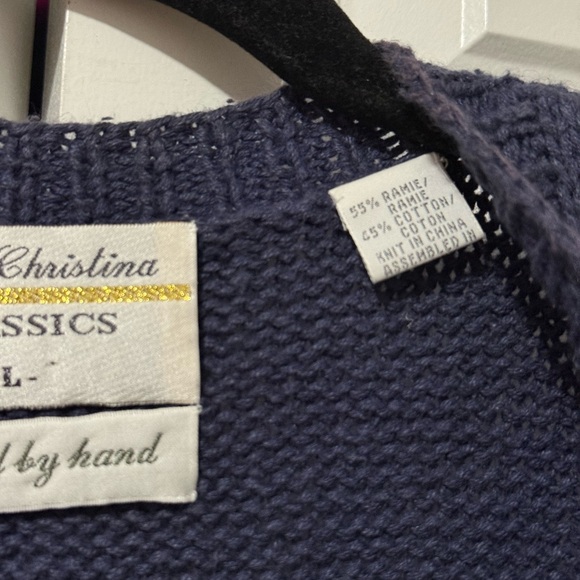 Christina
SSICS
L-
by hand
55% RAMIE/
RAMIE
45% COTTON/
COTON
KNIT IN CHINA
ASSEMBLED IN